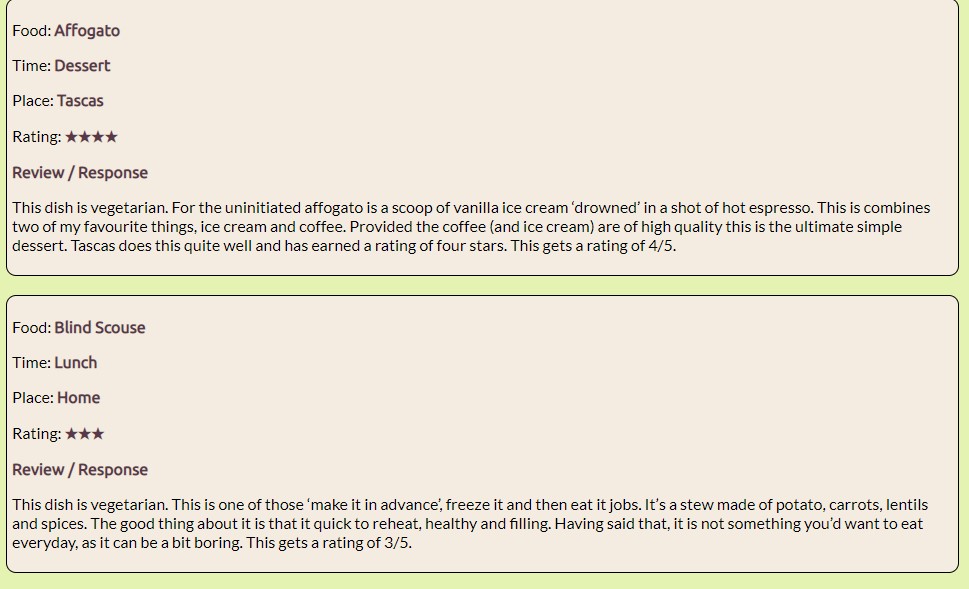 Food: Affogato
Time: Dessert
Place: Tascas
Rating: ★★★★
Review / Response
This dish is vegetarian. For the uninitiated affogato is a scoop of vanilla ice cream ‘drowned’ in a shot of hot espresso. This is combines
two of my favourite things, ice cream and coffee. Provided the coffee (and ice cream) are of high quality this is the ultimate simple
dessert. Tascas does this quite well and has earned a rating of four stars. This gets a rating of 4/5.
Food: Blind Scouse
Time: Lunch
Place: Home
Rating: ★★★
Review / Response
This dish is vegetarian. This is one of those ‘make it in advance’, freeze it and then eat it jobs. It’s a stew made of potato, carrots, lentils
and spices. The good thing about it is that it quick to reheat, healthy and filling. Having said that, it is not something you’d want to eat
everyday, as it can be a bit boring. This gets a rating of 3/5.